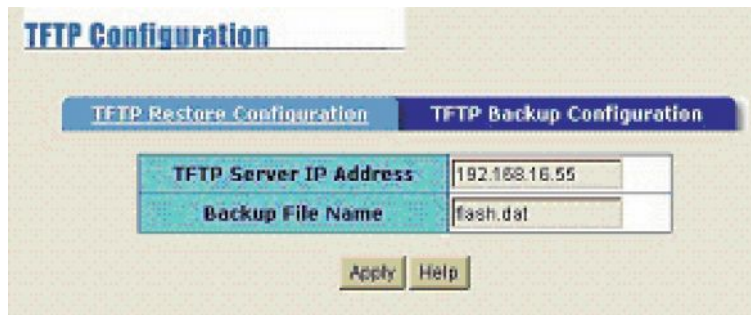 TFTP Configuration
TFTP Restore Configuration TFTP Backup Configuration
TFTP Server IP Address 192.168.16.55
Backup File Name flash.dat
Apply Help